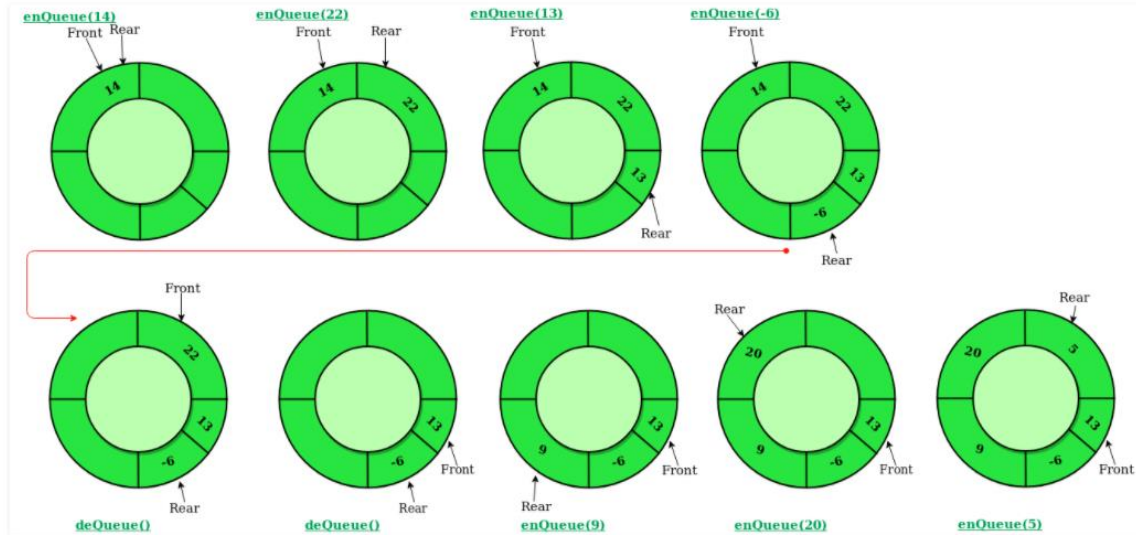 enQueue(14)
Front Rear
14
enQueue(22)
Front Rear
14 22
enQueue(13)
Front
14 22
13
Rear
enQueue(-6)
Front
14 22
13
-6
Rear
Front
22
13
-6
Rear
deQueue()
13
-6
Front
Rear
deQueue()
13
9 -6
Front
Rear
enQueue(9)
Rear
20
13
9 -6
Front
enQueue(20)
Rear
20 5
13
9 -6
Front
enQueue(5)